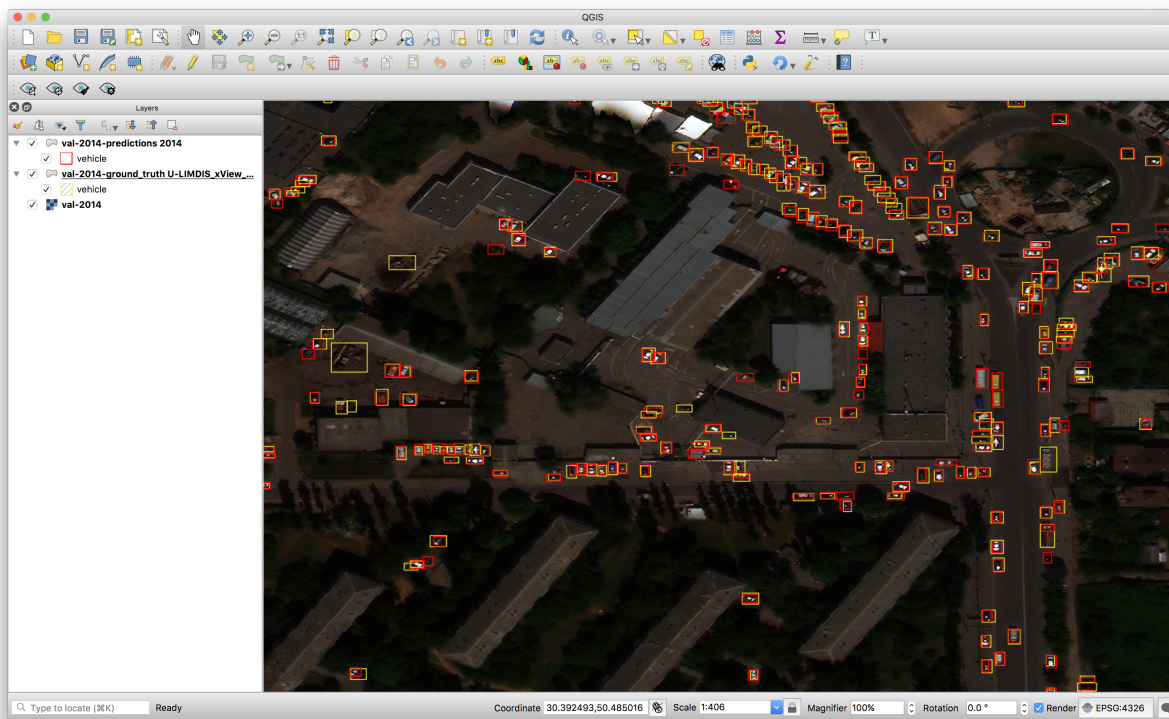 QGIS
Layers
val-2014-predictions 2014
vehicle
val-2014-ground_truth U-LIMDIS_xView_...
vehicle
val-2014
Type to locate (⌘K)
Ready
Coordinate 30.392493,50.485016
Scale 1:406
Magnifier 100%
Rotation 0.0 °
Render
EPSG:4326